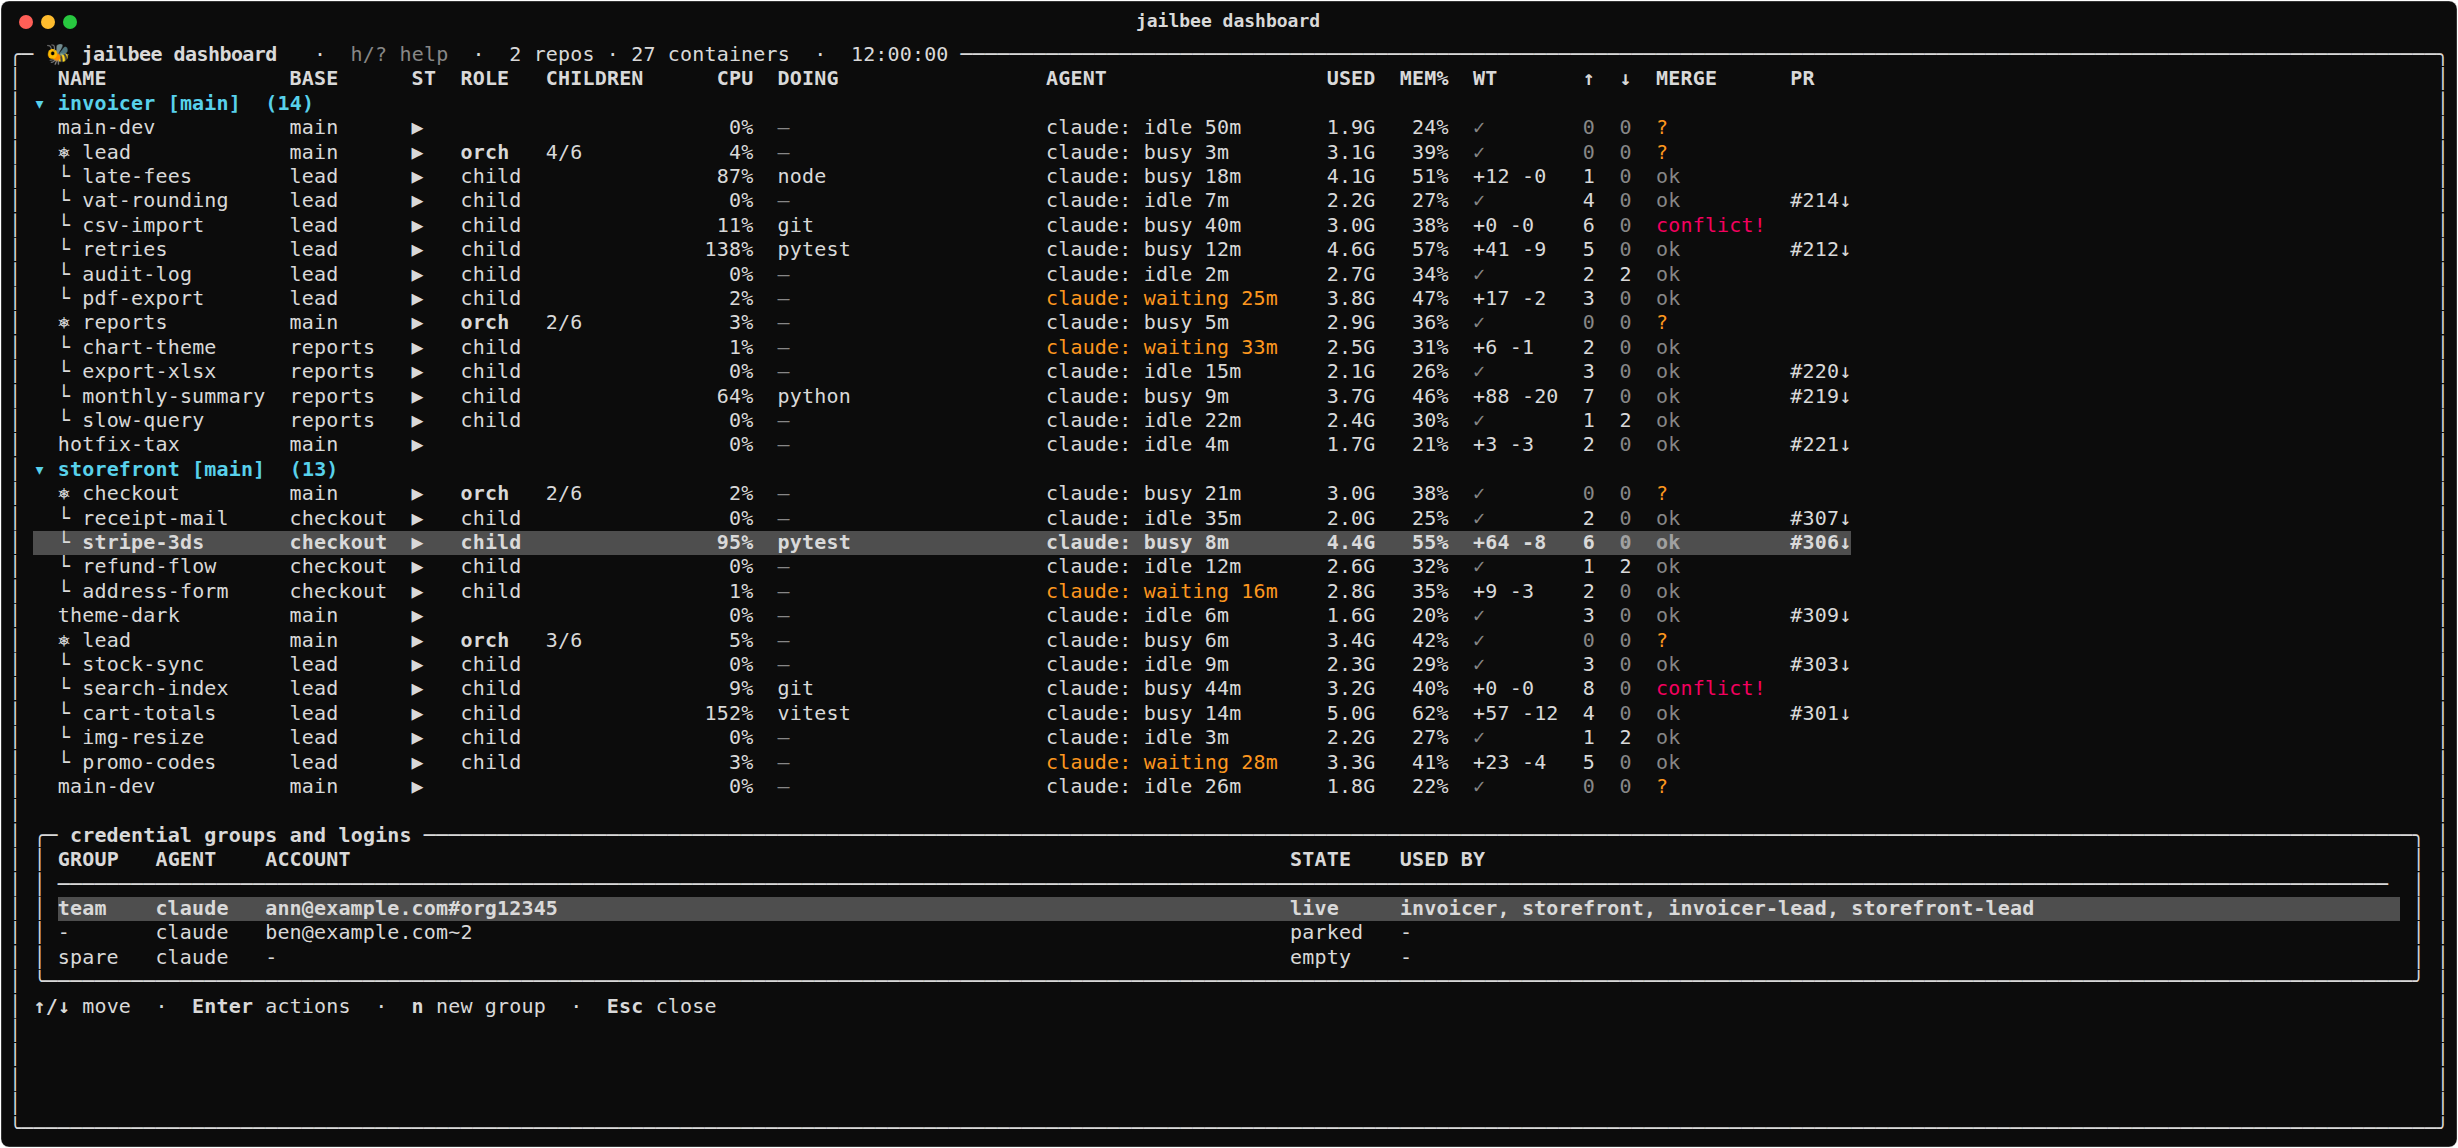 jailbee dashboard
🐝 jailbee dashboard · h/? help · 2 repos · 27 containers · 12:00:00
NAME BASE ST ROLE CHILDREN CPU DOING AGENT USED MEM% WT ↑ ↓ MERGE PR
▾ invoicer [main] (14)
main-dev main ▶ 0% – claude: idle 50m 1.9G 24% ✓ 0 0 ?
⎈ lead main ▶ orch 4/6 4% – claude: busy 3m 3.1G 39% ✓ 0 0 ?
└ late-fees lead ▶ child 87% node claude: busy 18m 4.1G 51% +12 -0 1 0 ok
└ vat-rounding lead ▶ child 0% – claude: idle 7m 2.2G 27% ✓ 4 0 ok #214↓
└ csv-import lead ▶ child 11% git claude: busy 40m 3.0G 38% +0 -0 6 0 conflict!
└ retries lead ▶ child 138% pytest claude: busy 12m 4.6G 57% +41 -9 5 0 ok #212↓
└ audit-log lead ▶ child 0% – claude: idle 2m 2.7G 34% ✓ 2 2 ok
└ pdf-export lead ▶ child 2% – claude: waiting 25m 3.8G 47% +17 -2 3 0 ok
⎈ reports main ▶ orch 2/6 3% – claude: busy 5m 2.9G 36% ✓ 0 0 ?
└ chart-theme reports ▶ child 1% – claude: waiting 33m 2.5G 31% +6 -1 2 0 ok
└ export-xlsx reports ▶ child 0% – claude: idle 15m 2.1G 26% ✓ 3 0 ok #220↓
└ monthly-summary reports ▶ child 64% python claude: busy 9m 3.7G 46% +88 -20 7 0 ok #219↓
└ slow-query reports ▶ child 0% – claude: idle 22m 2.4G 30% ✓ 1 2 ok
hotfix-tax main ▶ 0% – claude: idle 4m 1.7G 21% +3 -3 2 0 ok #221↓
▾ storefront [main] (13)
⎈ checkout main ▶ orch 2/6 2% – claude: busy 21m 3.0G 38% ✓ 0 0 ?
└ receipt-mail checkout ▶ child 0% – claude: idle 35m 2.0G 25% ✓ 2 0 ok #307↓
└ stripe-3ds checkout ▶ child 95% pytest claude: busy 8m 4.4G 55% +64 -8 6 0 ok #306↓
└ refund-flow checkout ▶ child 0% – claude: idle 12m 2.6G 32% ✓ 1 2 ok
└ address-form checkout ▶ child 1% – claude: waiting 16m 2.8G 35% +9 -3 2 0 ok
theme-dark main ▶ 0% – claude: idle 6m 1.6G 20% ✓ 3 0 ok #309↓
⎈ lead main ▶ orch 3/6 5% – claude: busy 6m 3.4G 42% ✓ 0 0 ?
└ stock-sync lead ▶ child 0% – claude: idle 9m 2.3G 29% ✓ 3 0 ok #303↓
└ search-index lead ▶ child 9% git claude: busy 44m 3.2G 40% +0 -0 8 0 conflict!
└ cart-totals lead ▶ child 152% vitest claude: busy 14m 5.0G 62% +57 -12 4 0 ok #301↓
└ img-resize lead ▶ child 0% – claude: idle 3m 2.2G 27% ✓ 1 2 ok
└ promo-codes lead ▶ child 3% – claude: waiting 28m 3.3G 41% +23 -4 5 0 ok
main-dev main ▶ 0% – claude: idle 26m 1.8G 22% ✓ 0 0 ?
credential groups and logins
GROUP AGENT ACCOUNT STATE USED BY
team claude ann@example.com#org12345 live invoicer, storefront, invoicer-lead, storefront-lead
- claude ben@example.com~2 parked -
spare claude - empty -
↑/↓ move · Enter actions · n new group · Esc close